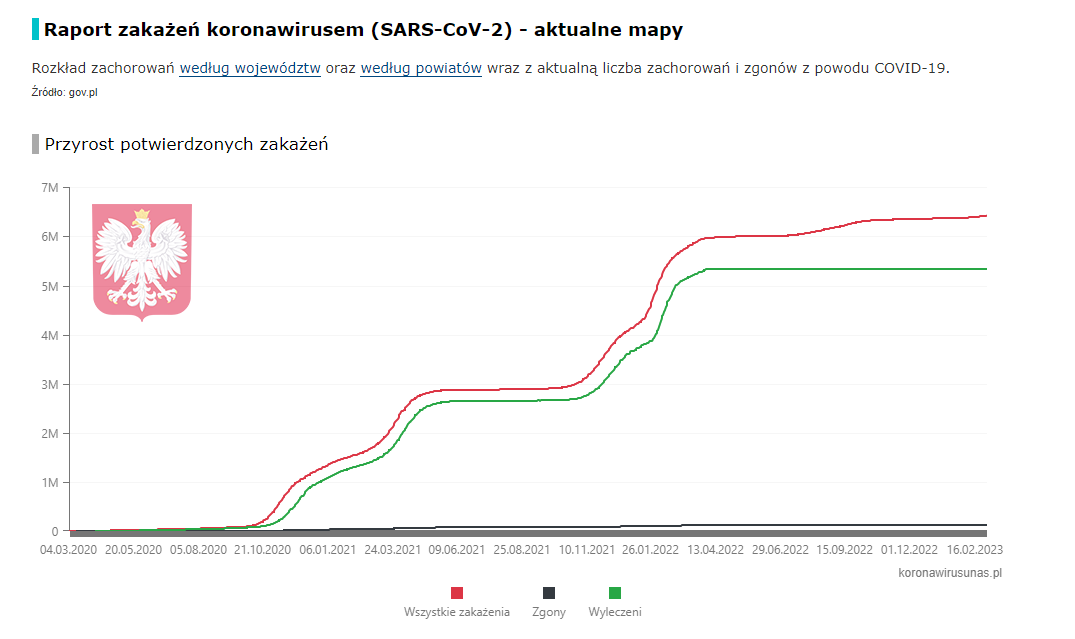 Raport zakażeń koronawirusem (SARS-CoV-2) - aktualne mapy
Rozkład zachorowań według województw oraz według powiatów wraz z aktualną liczba zachorowań i zgonów z powodu COVID-19.
Źródło: gov.pl
Przyrost potwierdzonych zakażeń
7M
6M
5M
4M
3M
2M
1M
0
04.03.2020 20.05.2020 05.08.2020 21.10.2020 06.01.2021 24.03.2021 09.06.2021 25.08.2021 10.11.2021 26.01.2022 13.04.2022 29.06.2022 15.09.2022 01.12.2022 16.02.2023
koronawirusunas.pl
Wszystkie zakażenia Zgony Wyleczeni